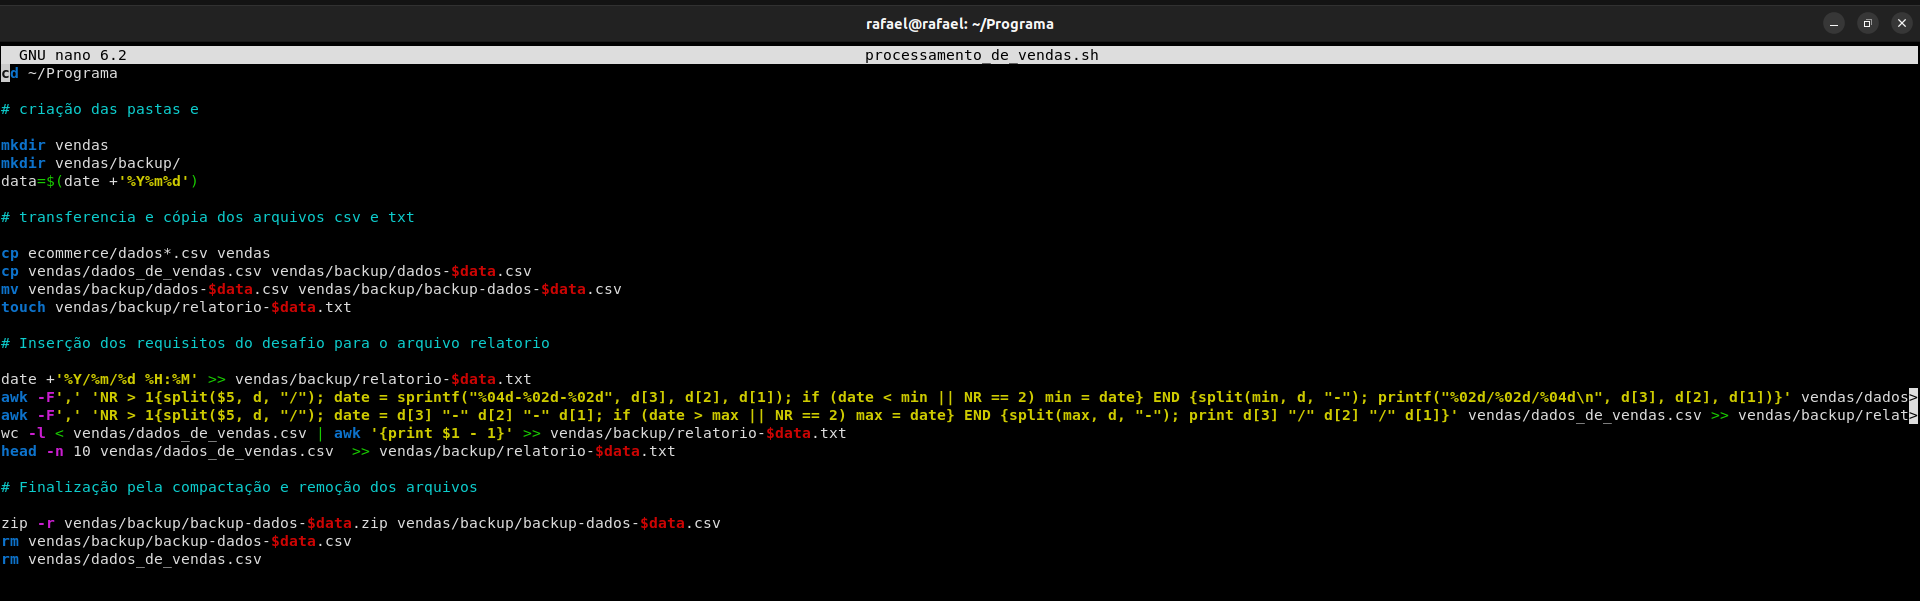 rafael@rafael: ~/Programa
GNU nano 6.2 processamento_de_vendas.sh
cd ~/Programa
# criação das pastas e
mkdir vendas
mkdir vendas/backup/
data=$(date +'%Y%m%d')
# transferencia e cópia dos arquivos csv e txt
cp ecommerce/dados*.csv vendas
cp vendas/dados_de_vendas.csv vendas/backup/dados-$data.csv
mv vendas/backup/dados-$data.csv vendas/backup/backup-dados-$data.csv
touch vendas/backup/relatorio-$data.txt
# Inserção dos requisitos do desafio para o arquivo relatorio
date +'%Y/%m/%d %H:%M' >> vendas/backup/relatorio-$data.txt
awk -F',' 'NR > 1{split($5, d, "/"); date = sprintf("%04d-%02d-%02d", d[3], d[2], d[1]); if (date < min || NR == 2) min = date} END {split(min, d, "-"); printf("%02d/%02d/%04d\n", d[3], d[2], d[1])}' vendas/dados>
awk -F',' 'NR > 1{split($5, d, "/"); date = d[3] "-" d[2] "-" d[1]; if (date > max || NR == 2) max = date} END {split(max, d, "-"); print d[3] "/" d[2] "/" d[1]}' vendas/dados_de_vendas.csv >> vendas/backup/relat>
wc -l < vendas/dados_de_vendas.csv | awk '{print $1 - 1}' >> vendas/backup/relatorio-$data.txt
head -n 10 vendas/dados_de_vendas.csv  >> vendas/backup/relatorio-$data.txt
# Finalização pela compactação e remoção dos arquivos
zip -r vendas/backup/backup-dados-$data.zip vendas/backup/backup-dados-$data.csv
rm vendas/backup/backup-dados-$data.csv
rm vendas/dados_de_vendas.csv